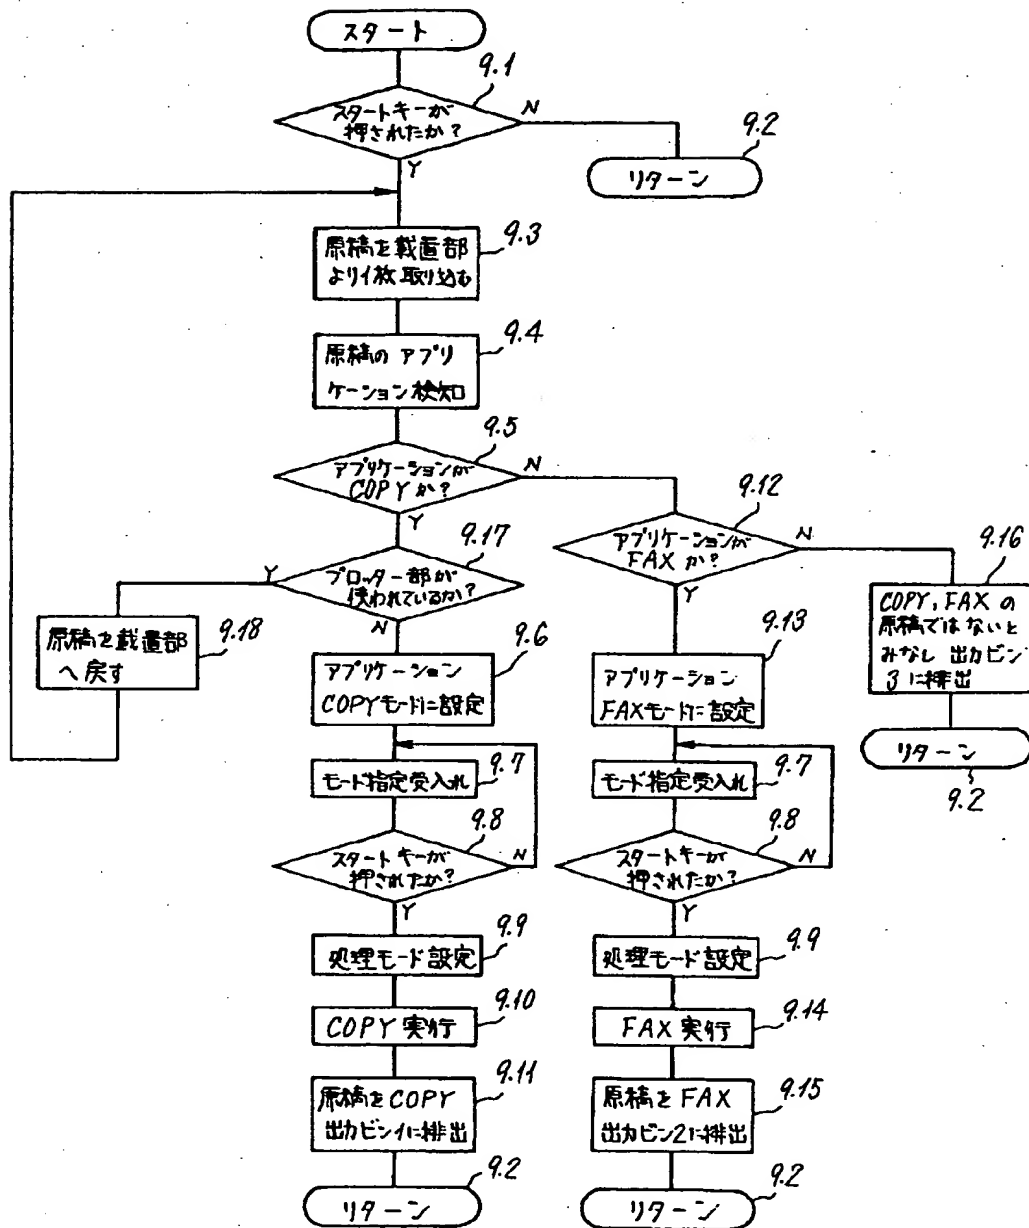 スタート
9.1
スタートキーが
押されたか?
N
Y
9.2
リターン
9.3
原稿を載置部
より1枚取り込む
9.4
原稿のアプリ
ケーション検知
9.5
アプリケーションが
COPYか?
N
Y
9.12
アプリケーションが
FAXか?
N
Y
9.16
COPY,FAXの
原稿ではないと
みなし出力ビン
3に排出
リターン
9.2
9.17
プロッター部が
使われているか?
Y
N
9.18
原稿を載置部
へ戻す
9.6
アプリケーション
COPYモードに設定
9.13
アプリケーション
FAXモードに設定
9.7
モード指定受入れ
9.7
モード指定受入れ
9.8
スタートキーが
押されたか?
N
Y
9.8
スタートキーが
押されたか?
N
Y
9.9
処理モード設定
9.9
処理モード設定
9.10
COPY実行
9.14
FAX実行
9.11
原稿をCOPY
出力ビン1に排出
9.15
原稿をFAX
出力ビン2に排出
9.2
リターン
9.2
リターン